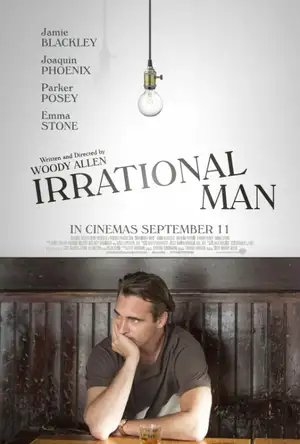 Jamie
BLACKLEY
Joaquin
PHOENIX
Parker
POSEY
Emma
STONE
Written and Directed by
WOODY ALLEN
IRRATIONAL
MAN
IN CINEMAS SEPTEMBER 11